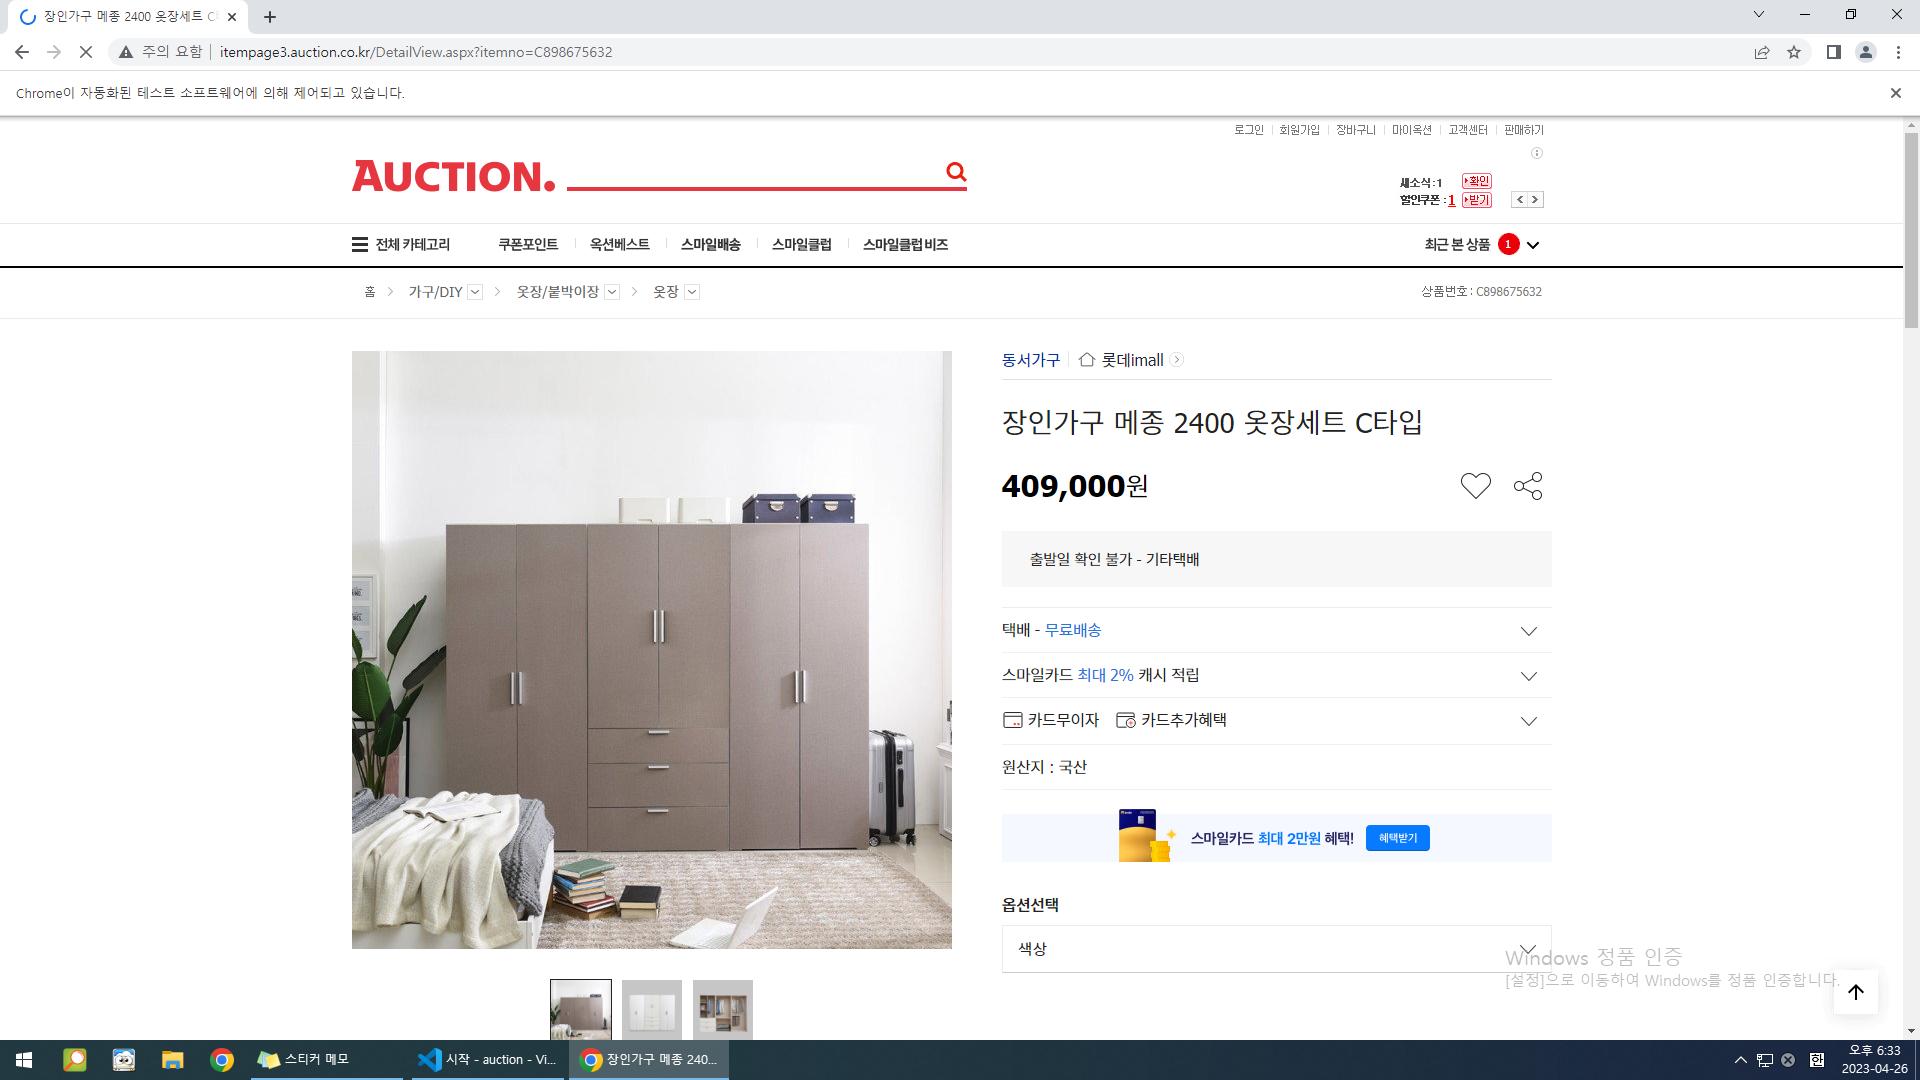 장인가구 메종 2400 옷장세트 C
주의 요함 itempage3.auction.co.kr/DetailView.aspx?itemno=C898675632
Chrome이 자동화된 테스트 소프트웨어에 의해 제어되고 있습니다.
로그인 회원가입 장바구니 마이옥션 고객센터 판매하기
AUCTION.
새소식:1 확인
할인쿠폰:1 받기
전체 카테고리 쿠폰포인트 옥션베스트 스마일배송 스마일클럽 스마일클럽 비즈 최근 본 상품 1
홈 가구/DIY 옷장/붙박이장 옷장 상품번호 : C898675632
동서가구 롯데imall
장인가구 메종 2400 옷장세트 C타입
409,000원
출발일 확인 불가 - 기타택배
택배 - 무료배송
스마일카드 최대 2% 캐시 적립
카드무이자 카드추가혜택
원산지 : 국산
스마일카드 최대 2만원 혜택! 혜택받기
옵션선택
색상
Windows 정품 인증
[설정]으로 이동하여 Windows를 정품 인증합니다.
스티커 메모 시작 - auction - Vi... 장인가구 메종 240... 한 오후 6:33
2023-04-26